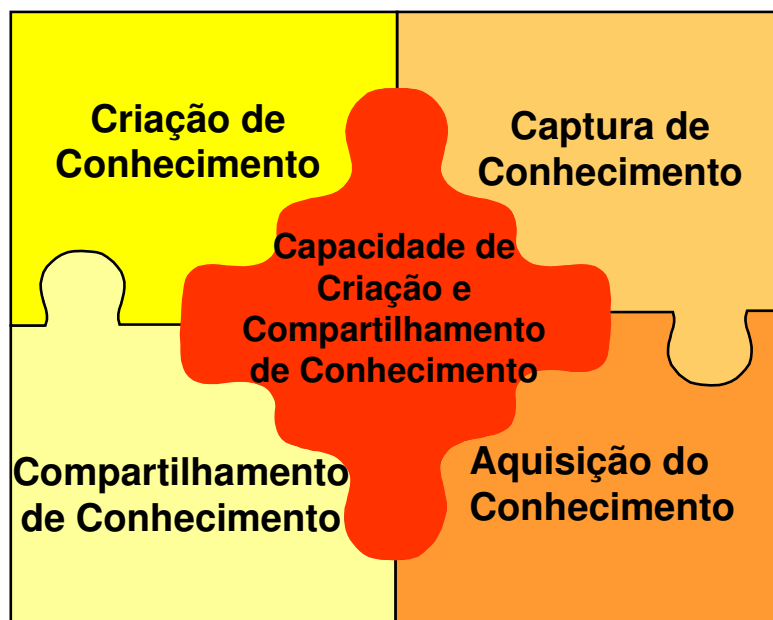 Criação de
Conhecimento
Captura de
Conhecimento
Capacidade de
Criação e
Compartilhamento
de Conhecimento
Compartilhamento
de Conhecimento
Aquisição do
Conhecimento